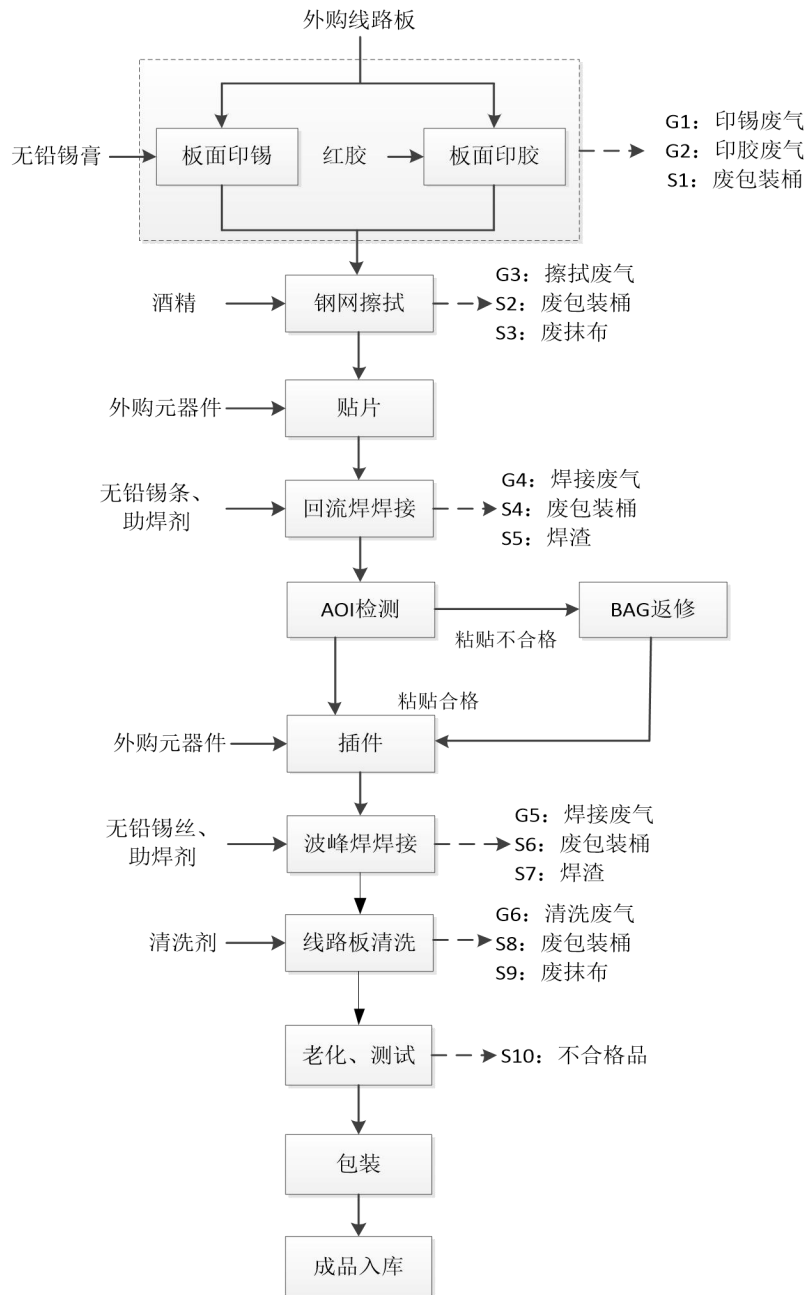 外购线路板
无铅锡膏
板面印锡
红胶
板面印胶
G1：印锡废气
G2：印胶废气
S1：废包装桶
酒精
钢网擦拭
G3：擦拭废气
S2：废包装桶
S3：废抹布
外购元器件
贴片
无铅锡条、
助焊剂
回流焊焊接
G4：焊接废气
S4：废包装桶
S5：焊渣
AOI检测
粘贴不合格
BAG返修
粘贴合格
外购元器件
插件
无铅锡丝、
助焊剂
波峰焊焊接
G5：焊接废气
S6：废包装桶
S7：焊渣
清洗剂
线路板清洗
G6：清洗废气
S8：废包装桶
S9：废抹布
老化、测试
S10：不合格品
包装
成品入库